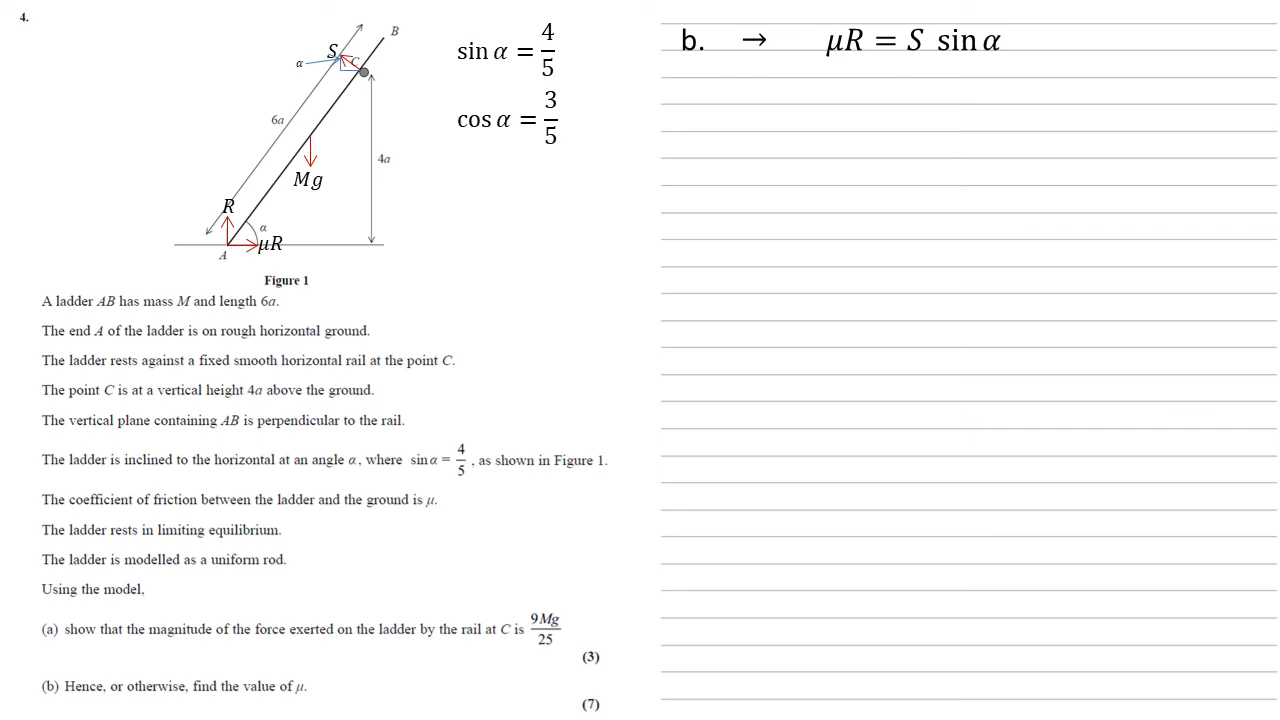 4.
B
S
C
α
6a
4a
Mg
R
α
μR
A
sin α = 4/5
cos α = 3/5
Figure 1
A ladder AB has mass M and length 6a.
The end A of the ladder is on rough horizontal ground.
The ladder rests against a fixed smooth horizontal rail at the point C.
The point C is at a vertical height 4a above the ground.
The vertical plane containing AB is perpendicular to the rail.
The ladder is inclined to the horizontal at an angle α, where sin α = 4/5, as shown in Figure 1.
The coefficient of friction between the ladder and the ground is μ.
The ladder rests in limiting equilibrium.
The ladder is modelled as a uniform rod.
Using the model,
(a) show that the magnitude of the force exerted on the ladder by the rail at C is 9Mg/25
(3)
(b) Hence, or otherwise, find the value of μ.
(7)
b. → μR = S sin α